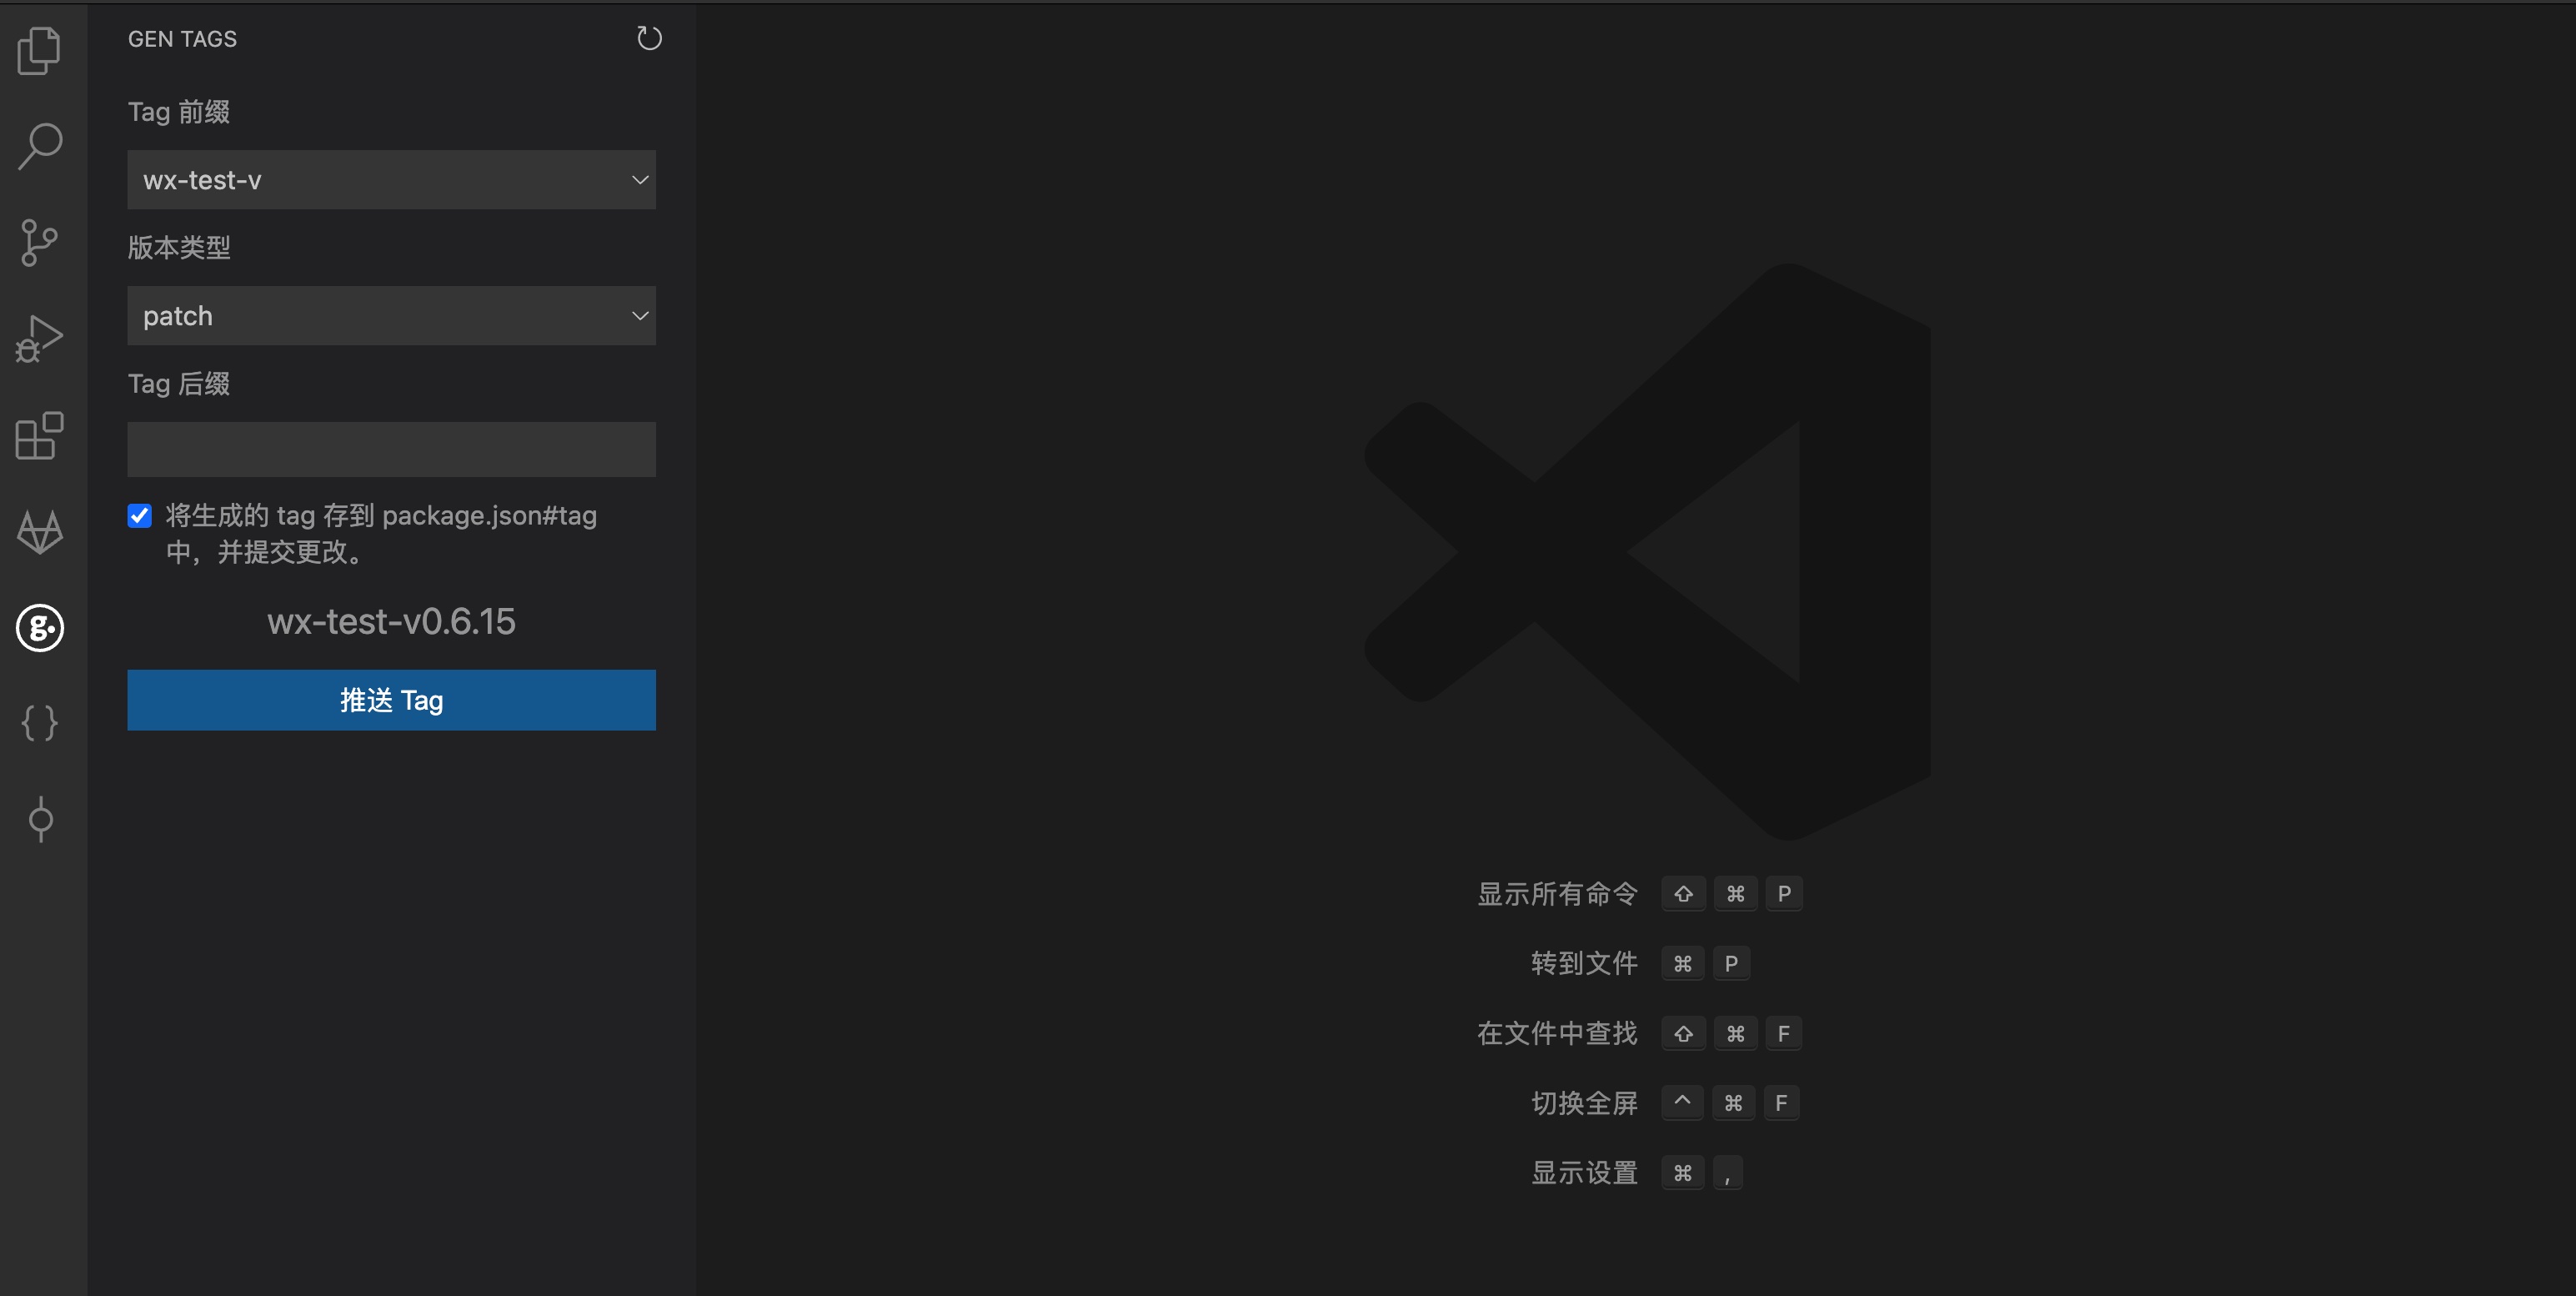 GEN TAGS
Tag 前缀
wx-test-v
版本类型
patch
Tag 后缀
将生成的 tag 存到 package.json#tag
中，并提交更改。
g.
wx-test-v0.6.15
推送 Tag
显示所有命令 ⇧ ⌘ P
转到文件 ⌘ P
在文件中查找 ⇧ ⌘ F
切换全屏 ^ ⌘ F
显示设置 ⌘ ,